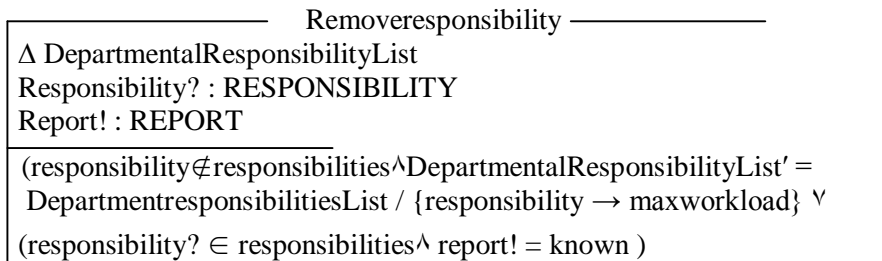 Removeresponsibility
Δ DepartmentalResponsibilityList
Responsibility? : RESPONSIBILITY
Report! : REPORT
(responsibility∉responsibilities^DepartmentalResponsibilityList′ =
DepartmentresponsibilitiesList / {responsibility → maxworkload} ˅
(responsibility? ∈ responsibilities^ report! = known )